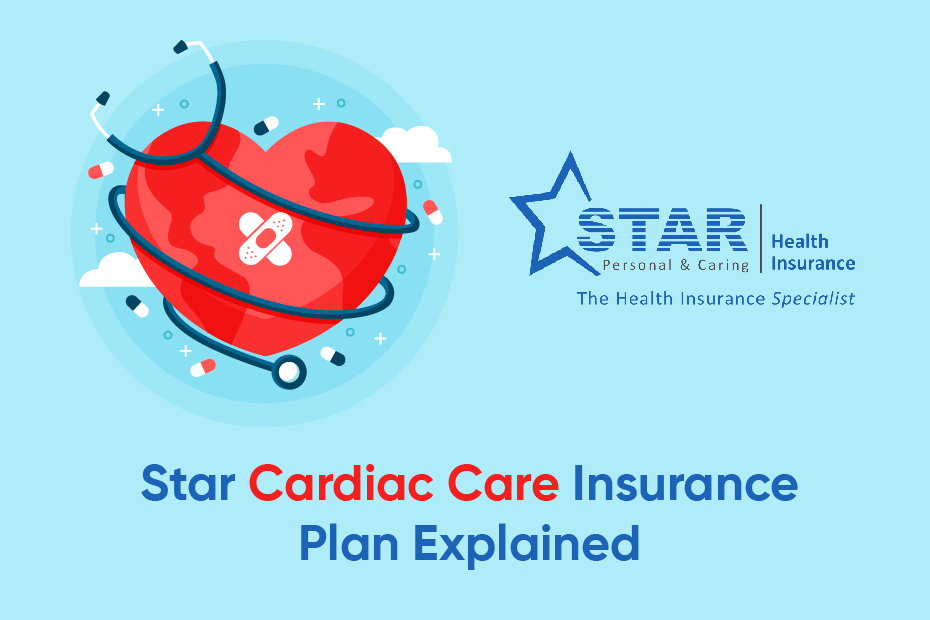 STAR
Personal & Caring
Health
Insurance
The Health Insurance Specialist
Star Cardiac Care Insurance
Plan Explained